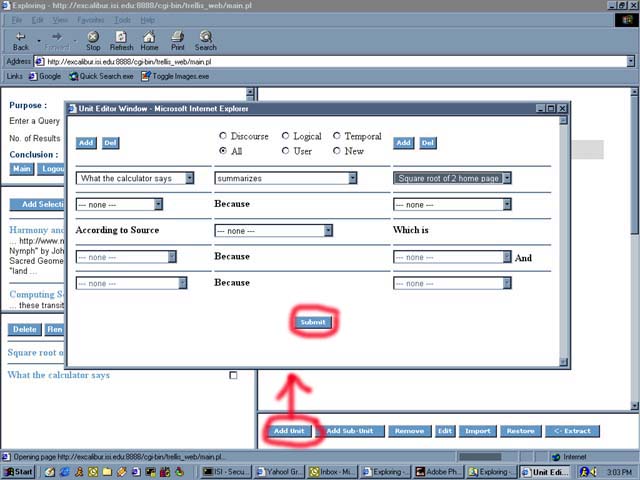 Exploring - http://excalibur.isi.edu:8888/cgi-bin/trellis_web/main.pl
File Edit View Favorites Tools Help
Back Forward Stop Refresh Home Print Search
Address http://excalibur.isi.edu:8888/cgi-bin/trellis_web/main.pl
Links Google Quick Search.exe Toggle Images.exe
Purpose :
Enter a Query
No. of Results
Conclusion :
Main Logou
Add Selecti
Harmony and
... http://www.n
Nymph" by Joh
Sacred Geome
"land ...
Computing S
... these transit
Delete Ren
Square root o
What the calculator says
Unit Editor Window - Microsoft Internet Explorer
Add Del Discourse Logical Temporal Add Del
All User New
What the calculator says summarizes Square root of 2 home page
--- none --- Because --- none ---
According to Source --- none --- Which is
--- none --- Because --- none --- And
--- none --- Because --- none ---
Submit
Add Unit Add Sub-Unit Remove Edit Import Restore <- Extract
Opening page http://excalibur.isi.edu:8888/cgi-bin/trellis_web/main.pl...
Start ISI - Secu... Yahoo! Gr... Inbox - Mi... Exploring -... Adobe Ph... Exploring -... Unit Edi... 3:03 PM